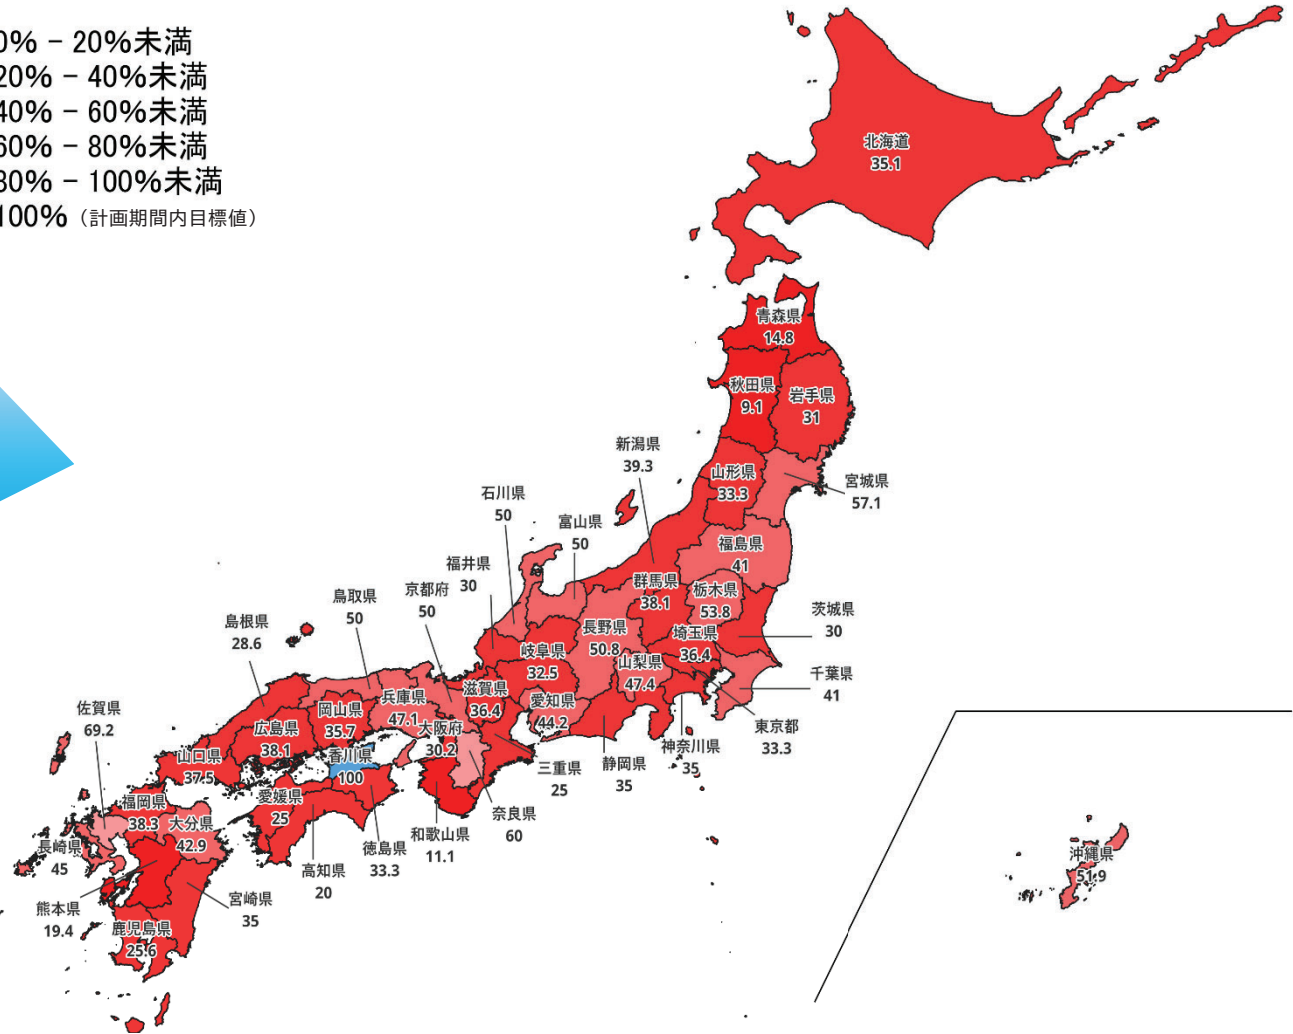 0% - 20%未満
20% - 40%未満
40% - 60%未満
60% - 80%未満
80% - 100%未満
100%（計画期間内目標値）
北海道
35.1
青森県
14.8
秋田県
9.1
岩手県
31
新潟県
39.3
山形県
33.3
宮城県
57.1
石川県
50
富山県
50
福島県
41
福井県
30
群馬県
38.1
栃木県
53.8
鳥取県
50
京都府
50
茨城県
30
島根県
28.6
長野県
50.8
埼玉県
36.4
岐阜県
32.5
山梨県
47.4
千葉県
41
滋賀県
36.4
兵庫県
47.1
愛知県
44.2
佐賀県
69.2
岡山県
35.7
広島県
38.1
大阪府
30.2
東京都
33.3
神奈川県
35
山口県
37.5
香川県
100
三重県
25
静岡県
35
福岡県
38.3
愛媛県
25
奈良県
60
大分県
42.9
和歌山県
11.1
長崎県
45
徳島県
33.3
高知県
20
沖縄県
51.9
宮崎県
35
熊本県
19.4
鹿児島県
25.6